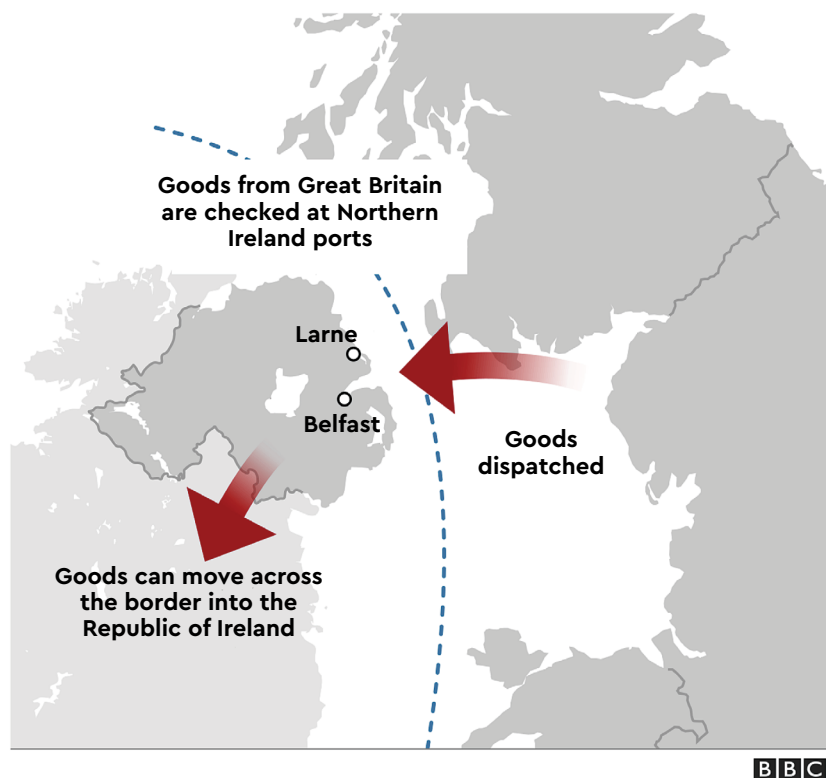 Goods from Great Britain
are checked at Northern
Ireland ports
Larne
Belfast
Goods
dispatched
Goods can move across
the border into the
Republic of Ireland
BBC